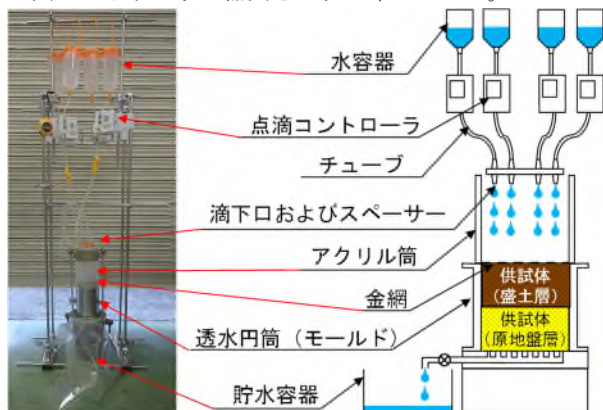 水容器
点滴コントローラ
チューブ
滴下口およびスペーサー
アクリル筒
金網
透水円筒（モールド）
貯水容器
供試体
(盛土層)
供試体
(原地盤層)